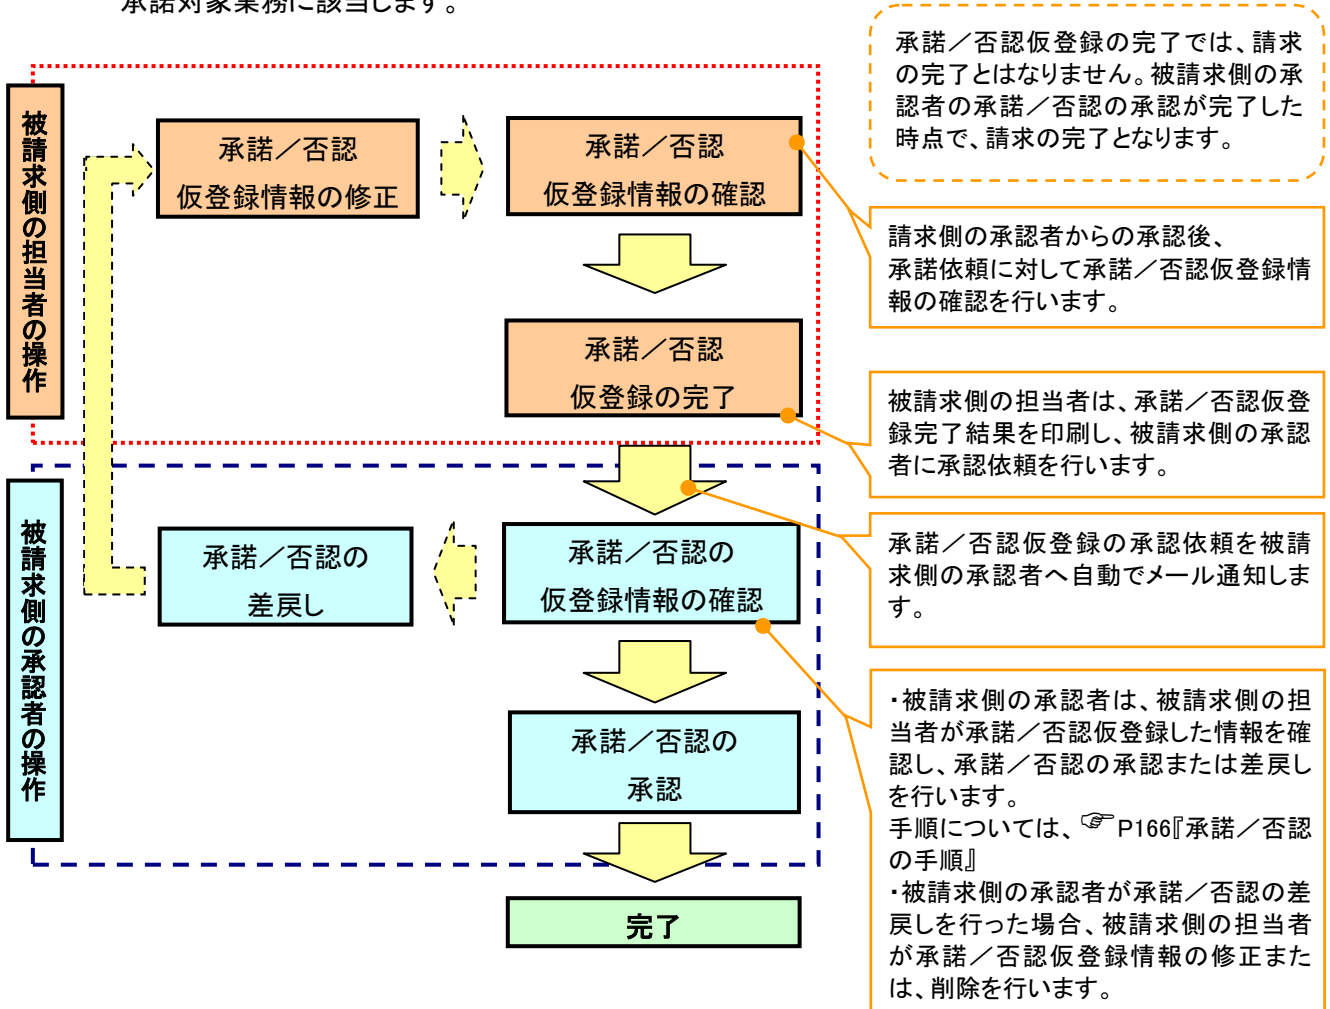 承諾対象業務に該当します。
承諾／否認仮登録の完了では、請求
の完了とはなりません。被請求側の承
認者の承諾／否認の承認が完了した
時点で、請求の完了となります。
被請求側の担当者の操作
承諾／否認
仮登録情報の修正
承諾／否認
仮登録情報の確認
請求側の承認者からの承認後、
承諾依頼に対して承諾／否認仮登録情
報の確認を行います。
承諾／否認
仮登録の完了
被請求側の担当者は、承諾／否認仮登
録完了結果を印刷し、被請求側の承認
者に承認依頼を行います。
被請求側の承認者の操作
承諾／否認の
差戻し
承諾／否認の
仮登録情報の確認
承諾／否認仮登録の承認依頼を被請
求側の承認者へ自動でメール通知しま
す。
承諾／否認の
承認
・被請求側の承認者は、被請求側の担
当者が承諾／否認仮登録した情報を確
認し、承諾／否認の承認または差戻し
を行います。
手順については、☞P166『承諾／否認
の手順』
・被請求側の承認者が承諾／否認の差
戻しを行った場合、被請求側の担当者
が承諾／否認仮登録情報の修正また
は、削除を行います。
完了